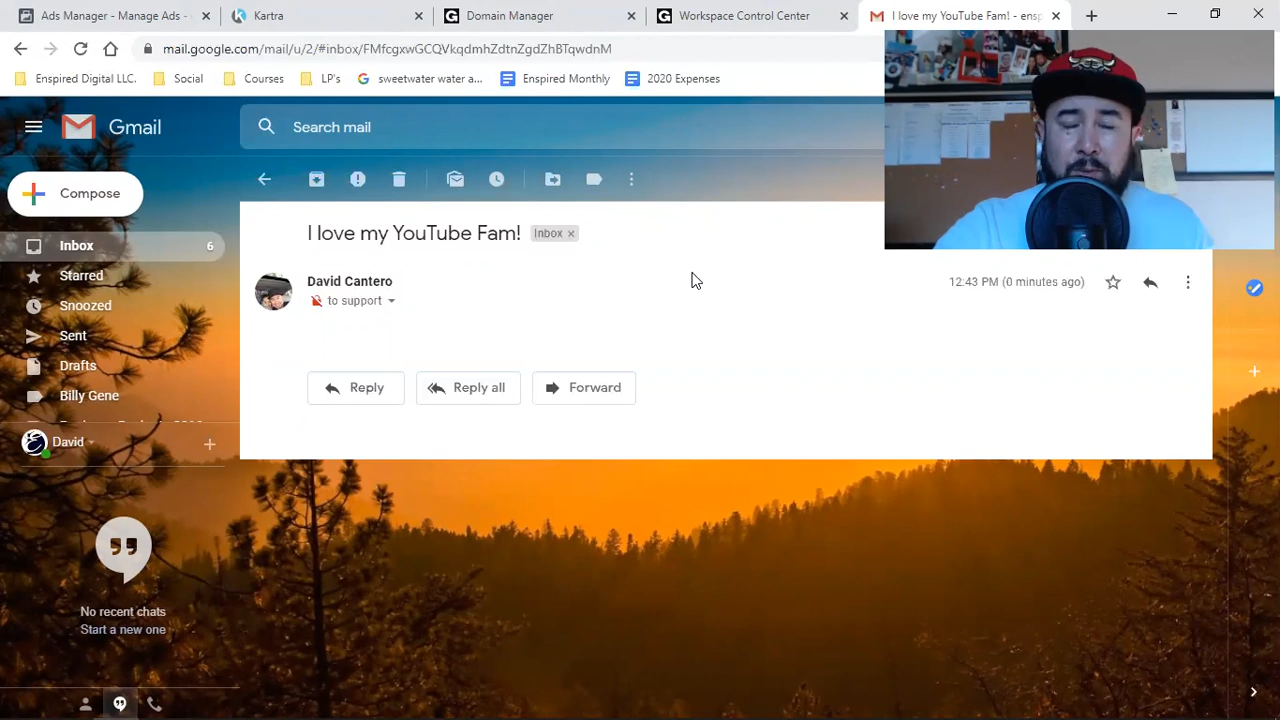 Ads Manager - Manage Ads -
Kartra
Domain Manager
Workspace Control Center
I love my YouTube Fam! - ensp
mail.google.com/mail/u/2/#inbox/FMfcgxwGCQVkqdmhZdtnZgdZhBTqwdnM
Enspired Digital LLC.
Social
Courses
LP's
sweetwater water a...
Enspired Monthly
2020 Expenses
Gmail
Search mail
Compose
I love my YouTube Fam!
Inbox ×
Inbox 6
Starred
David Cantero
12:43 PM (0 minutes ago)
to support
Snoozed
Sent
Drafts
Reply
Reply all
Forward
Billy Gene
David
No recent chats
Start a new one